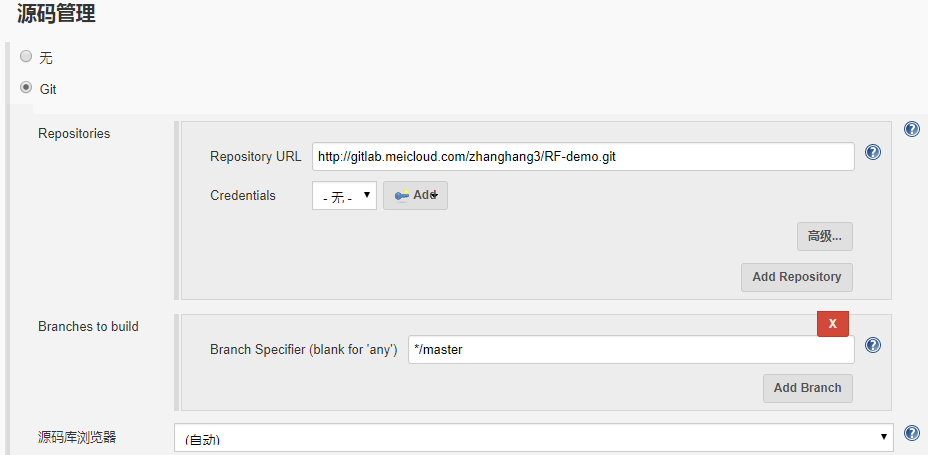 源码管理
无
Git
Repositories
Repository URL http://gitlab.meicloud.com/zhanghang3/RF-demo.git
Credentials - 无 - Add
高级...
Add Repository
Branches to build
X
Branch Specifier (blank for 'any') */master
Add Branch
源码库浏览器 (自动)